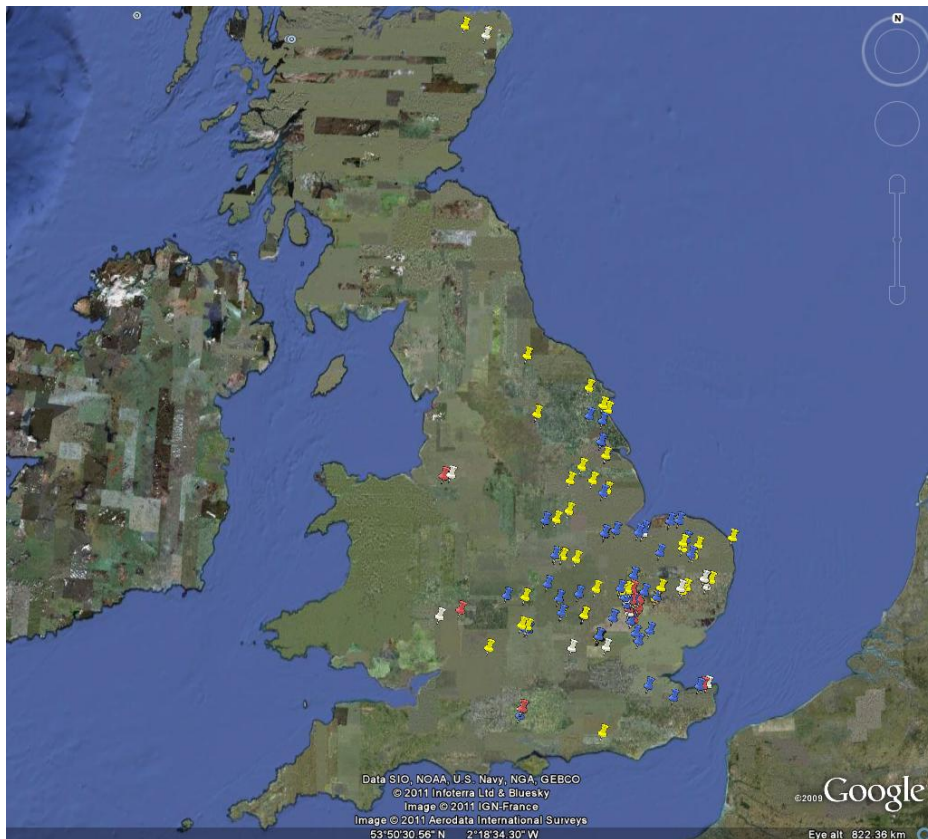 N
Data SIO, NOAA, U.S. Navy, NGA, GEBCO
© 2011 Infoterra Ltd & Bluesky
Image © 2011 IGN-France
Image © 2011 Aerodata International Surveys
©2009 Google
53°50'30.56" N 2°18'34.30" W
Eye alt 822.36 km